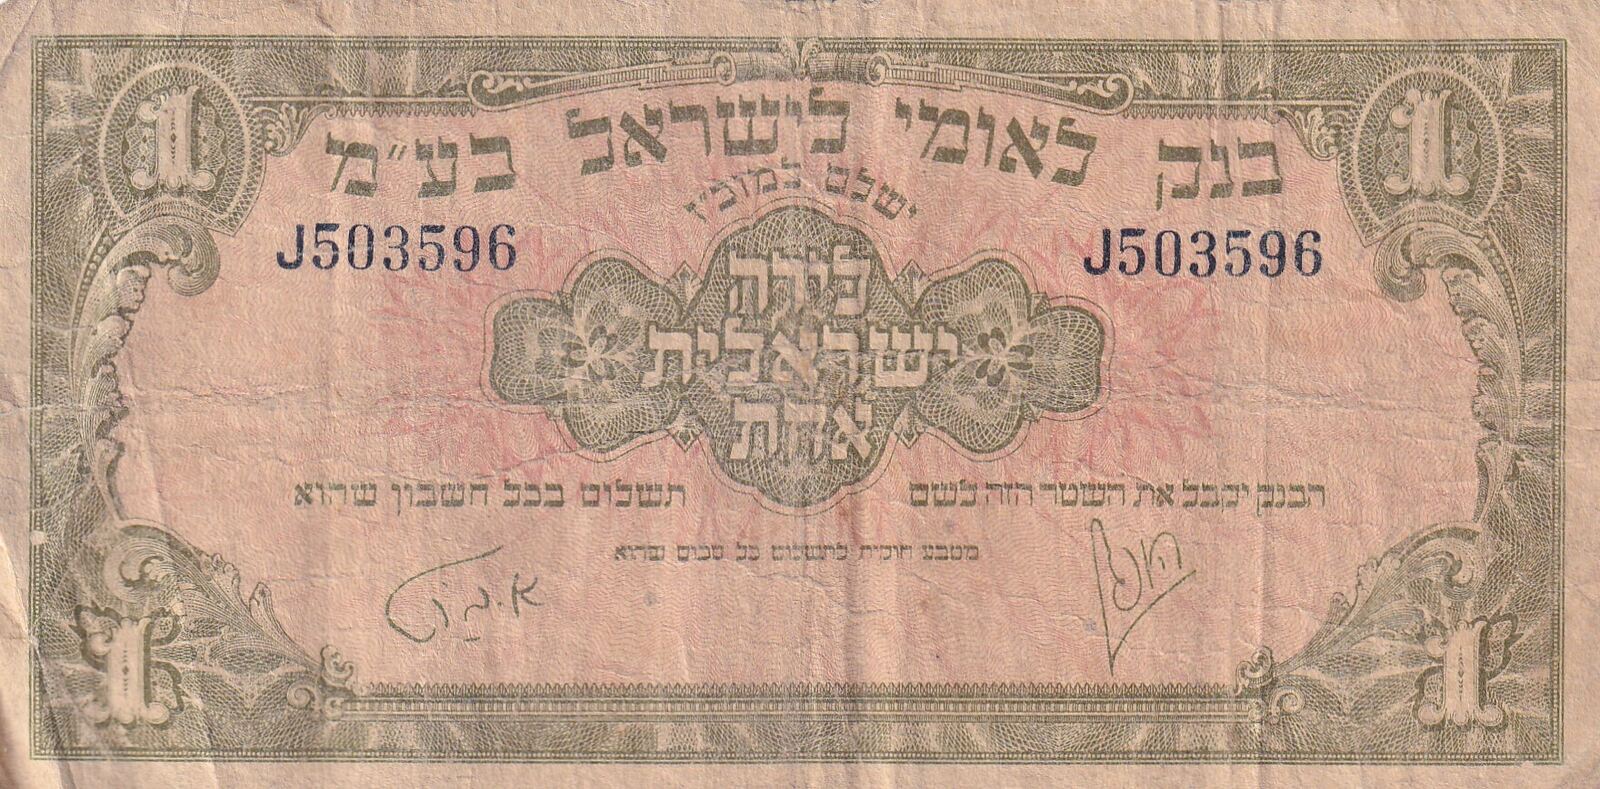 1 1
בנק לאומי לישראל בע״מ
ישלם למוכ״ז
J503596 J503596
לירה
ישראלית
אחת
הבנק יקבל את השטר הזה לשם תשלום בכל חשבון שהוא
מטבע חוקית לתשלום כל סכום שהוא
1 1